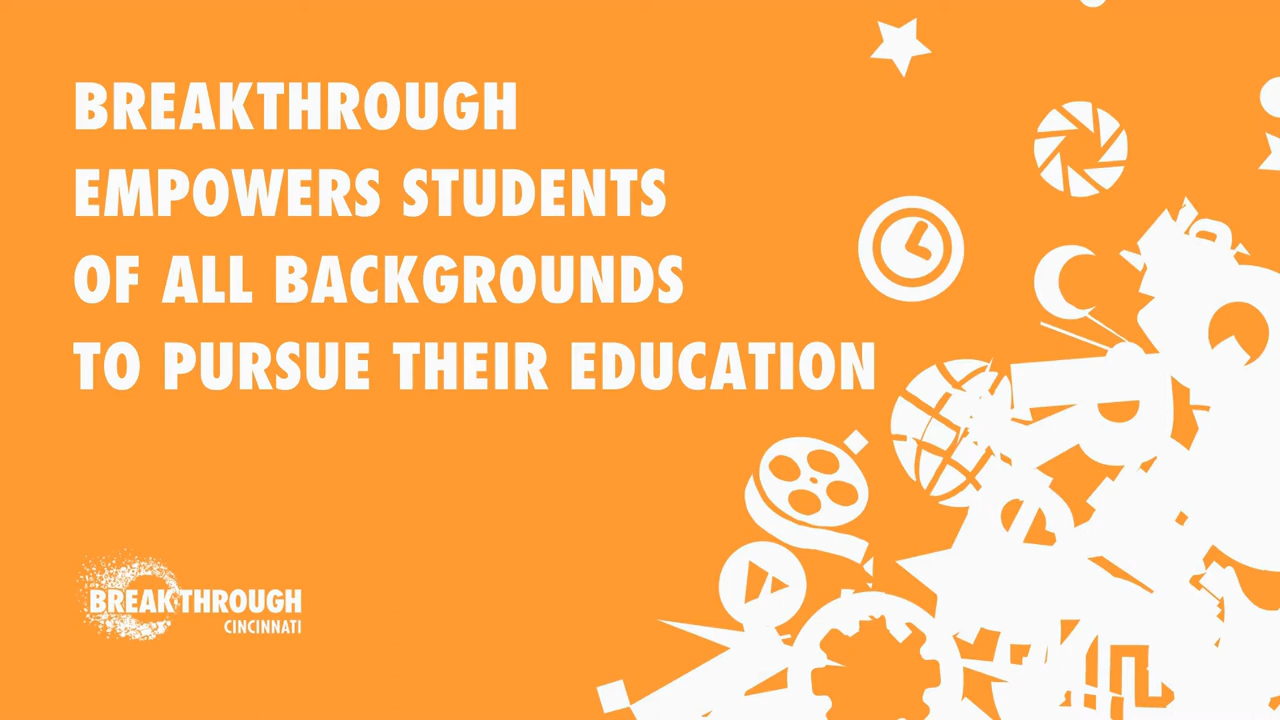 BREAKTHROUGH
EMPOWERS STUDENTS
OF ALL BACKGROUNDS
TO PURSUE THEIR EDUCATION
BREAKTHROUGH
CINCINNATI